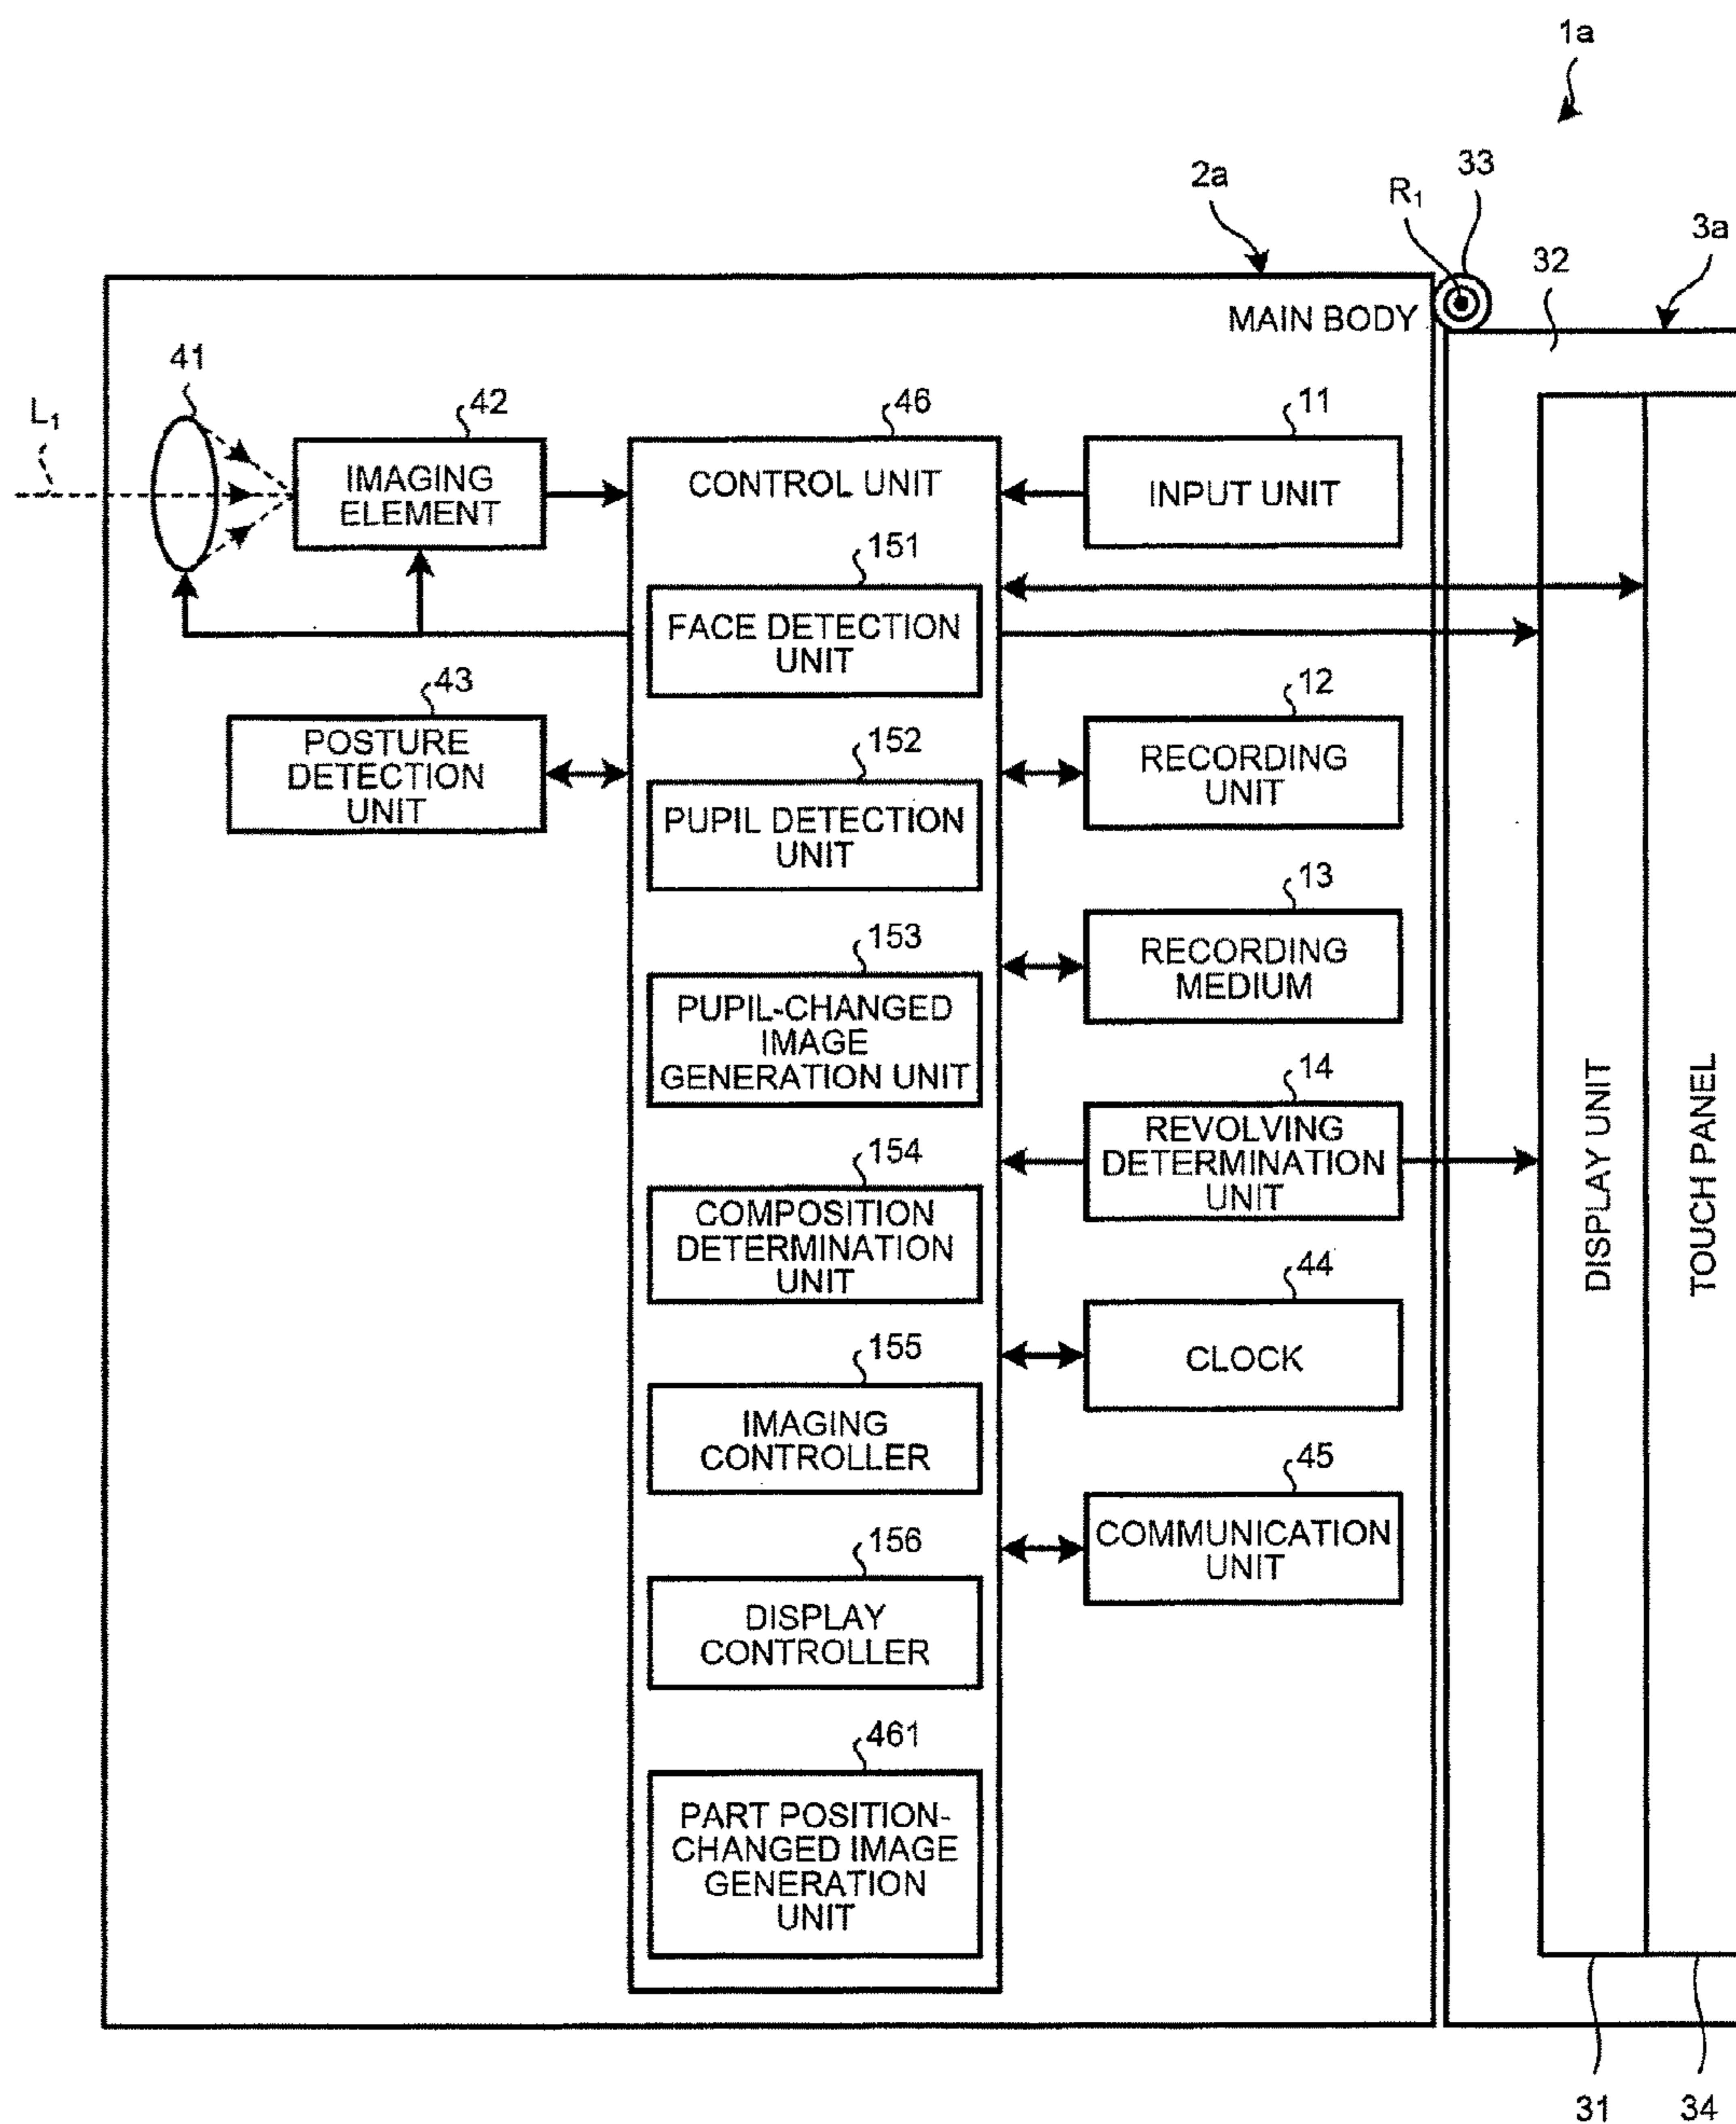 1a
2a
33
R1
3a
32
MAIN BODY
41
L1
42
46
11
IMAGING
ELEMENT
CONTROL UNIT
INPUT UNIT
151
FACE DETECTION
UNIT
43
12
POSTURE
DETECTION
UNIT
152
RECORDING
UNIT
PUPIL DETECTION
UNIT
13
153
RECORDING
MEDIUM
PUPIL-CHANGED
IMAGE
GENERATION UNIT
14
REVOLVING
DETERMINATION
UNIT
DISPLAY UNIT
TOUCH PANEL
154
COMPOSITION
DETERMINATION
UNIT
44
CLOCK
155
IMAGING
CONTROLLER
45
COMMUNICATION
UNIT
156
DISPLAY
CONTROLLER
461
PART POSITION-
CHANGED IMAGE
GENERATION
UNIT
31
34